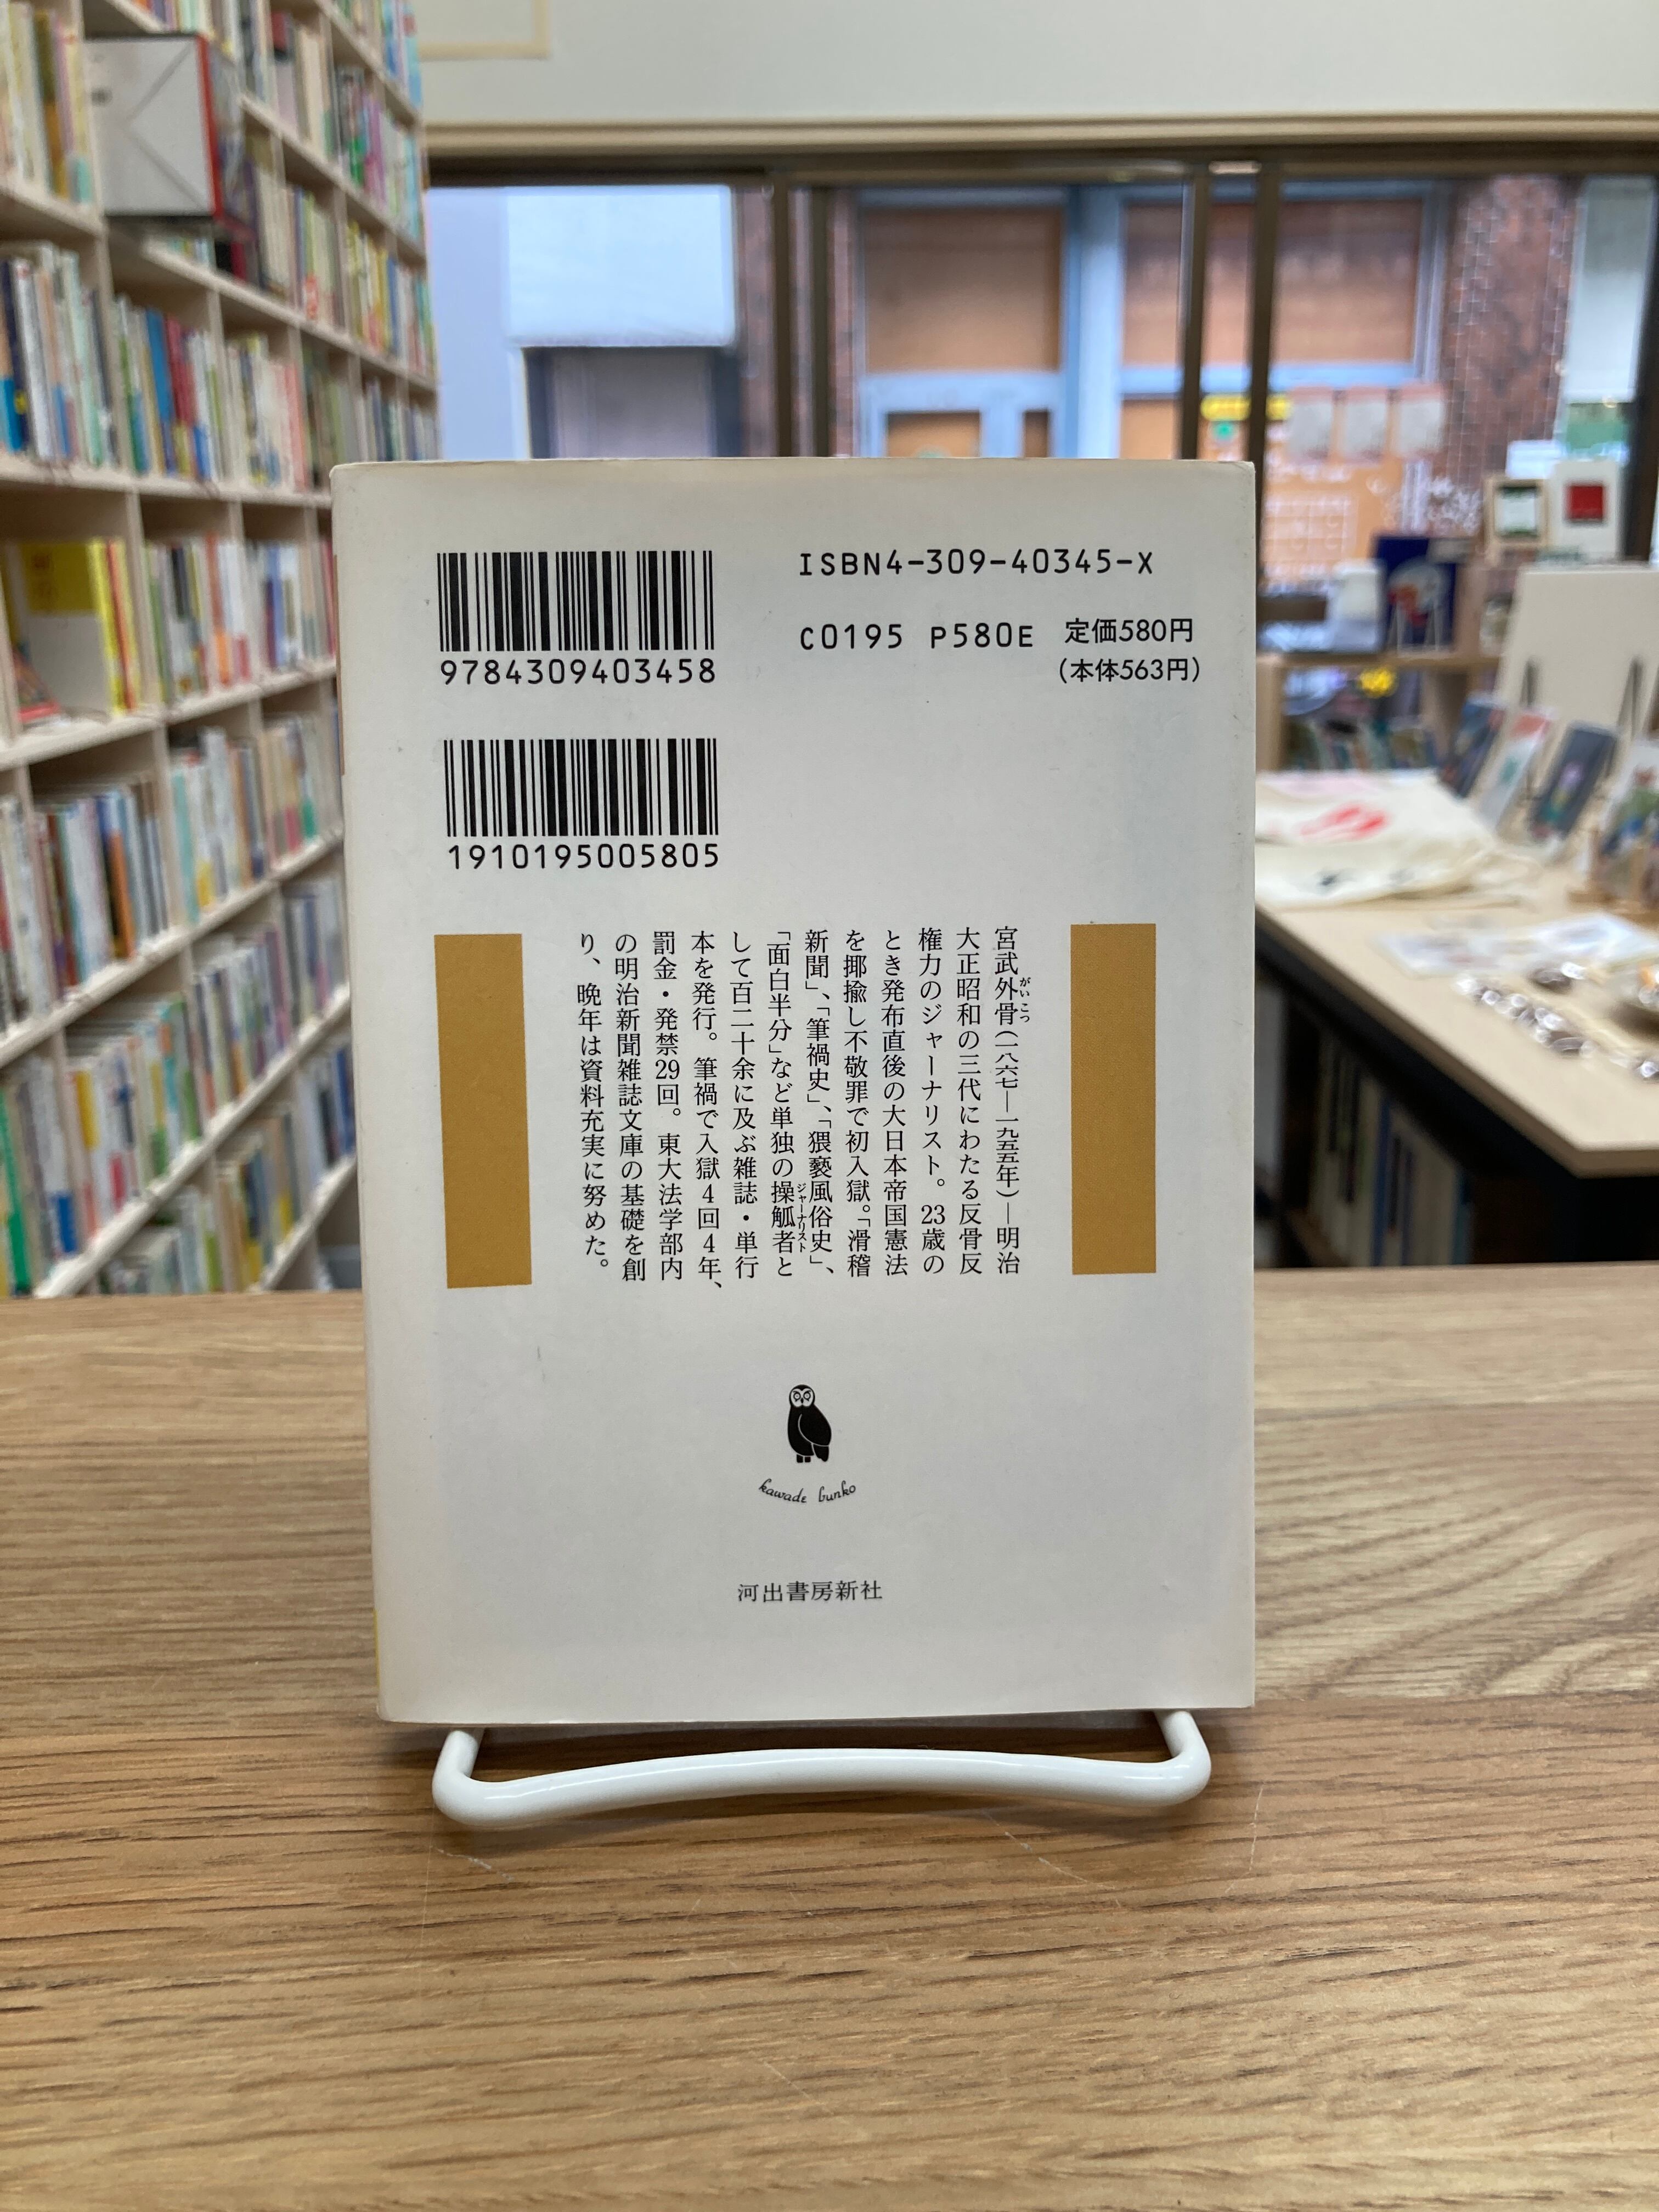 ISBN4-309-40345-X
C0195 P580E 定価580円
(本体563円)
9784309403458
1910195005805
宮武外骨(一八六七―一九五五年)―明治
がいこつ
大正昭和の三代にわたる反骨反
権力のジャーナリスト。23歳の
とき発布直後の大日本帝国憲法
を揶揄し不敬罪で初入獄。「滑稽
新聞」、「筆禍史」、「猥褻風俗史」、
「面白半分」など単独の操觚者と
ジャーナリスト
して百二十余に及ぶ雑誌・単行
本を発行。筆禍で入獄4回4年、
罰金・発禁29回。東大法学部内
の明治新聞雑誌文庫の基礎を創
り、晩年は資料充実に努めた。
kawade bunko
河出書房新社